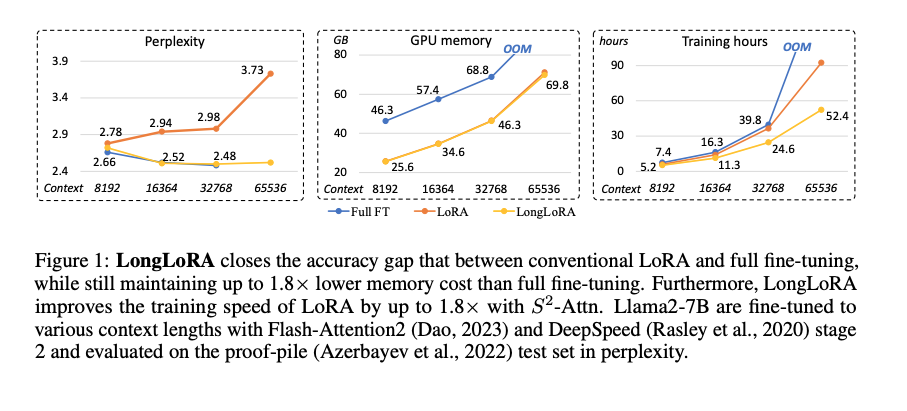 Perplexity
3.9
3.4
2.9
2.4
3.73
2.78
2.94
2.98
2.66
2.52
2.48
Context 8192 16364 32768 65536
GB
GPU memory
OOM
80
60
40
20
46.3
57.4
68.8
69.8
46.3
34.6
25.6
Context 8192 16364 32768 65536
hours
Training hours
OOM
90
60
30
0
7.4
16.3
39.8
52.4
24.6
11.3
5.2
Context 8192 16364 32768 65536
Full FT LoRA LongLoRA
Figure 1: LongLoRA closes the accuracy gap that between conventional LoRA and full fine-tuning,
while still maintaining up to 1.8× lower memory cost than full fine-tuning. Furthermore, LongLoRA
improves the training speed of LoRA by up to 1.8× with S²-Attn. Llama2-7B are fine-tuned to
various context lengths with Flash-Attention2 (Dao, 2023) and DeepSpeed (Rasley et al., 2020) stage
2 and evaluated on the proof-pile (Azerbayev et al., 2022) test set in perplexity.